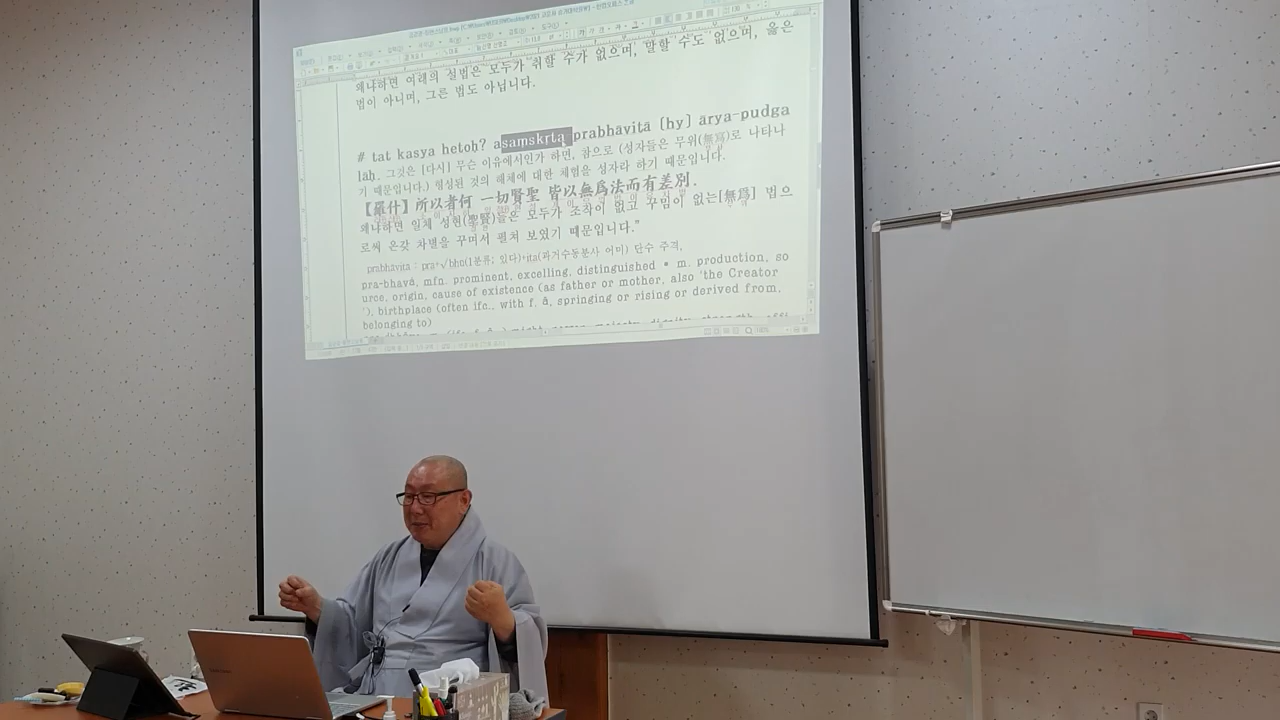 왜냐하면 여래의 설법은 모두가 취할 수가 없으며, 말할 수도 없으며, 옳은
법이 아니며, 그른 법도 아닙니다.
# tat kasya hetoḥ? asaṃskṛta prabhāvitā [hy] ārya-pudga
lāḥ. 그것은 [다시] 무슨 이유에서인가 하면, 참으로 (성자들은 무위(無爲)로 나타나
기 때문입니다.) 형성된 것의 해체에 대한 체험을 성자라 하기 때문입니다.
【羅什】 所以者何 一切賢聖 皆以無爲法而有差別.
왜냐하면 일체 성현(聖賢)들은 모두가 조작이 없고 꾸밈이 없는[無爲] 법으
로써 온갖 차별을 꾸며서 펼쳐 보였기 때문입니다."
prabhāvitā : pra+√bhū(1분류; 있다)+ita(과거수동분사 어미) 단수 주격,
pra-bhavá, mfn. prominent, excelling, distinguished • m. production, so
urce, origin, cause of existence (as father or mother, also 'the Creator
'), birthplace (often ifc., with f. ā, springing or rising or derived from,
belonging to)